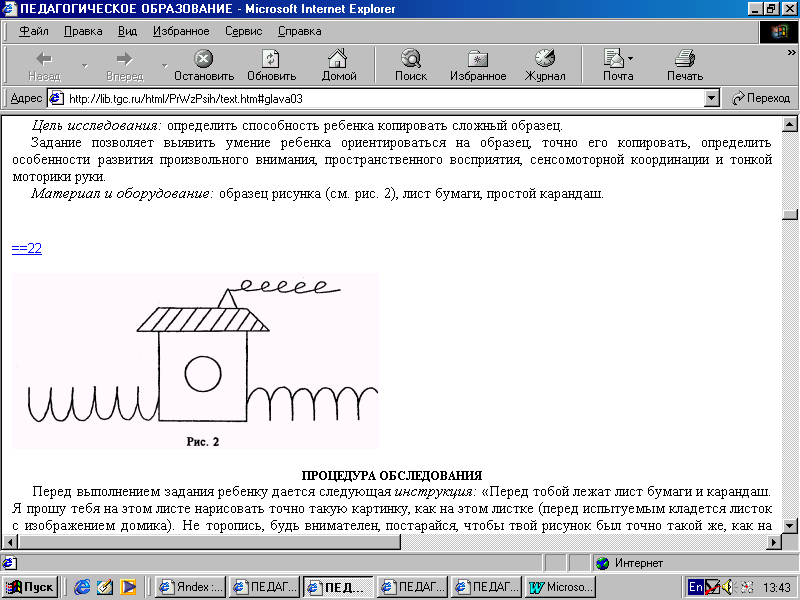 ПЕДАГОГИЧЕСКОЕ ОБРАЗОВАНИЕ - Microsoft Internet Explorer
Файл Правка Вид Избранное Сервис Справка
Назад Вперед Остановить Обновить Домой Поиск Избранное Журнал Почта Печать
Адрес http://lib.tgc.ru/html/PrWzPsih/text.htm#glava03 Переход
Цель исследования: определить способность ребенка копировать сложный образец.
Задание позволяет выявить умение ребенка ориентироваться на образец, точно его копировать, определить
особенности развития произвольного внимания, пространственного восприятия, сенсомоторной координации и тонкой
моторики руки.
Материал и оборудование: образец рисунка (см. рис. 2), лист бумаги, простой карандаш.
==22
Рис. 2
ПРОЦЕДУРА ОБСЛЕДОВАНИЯ
Перед выполнением задания ребенку дается следующая инструкция: «Перед тобой лежат лист бумаги и карандаш.
Я прошу тебя на этом листе нарисовать точно такую картинку, как на этом листке (перед испытуемым кладется листок
с изображением домика). Не торопись, будь внимателен, постарайся, чтобы твой рисунок был точно такой же, как на
Интернет
Пуск Яndex :... ПЕДАГ... ПЕД... ПЕДАГ... ПЕДАГ... Microso... En 13:43